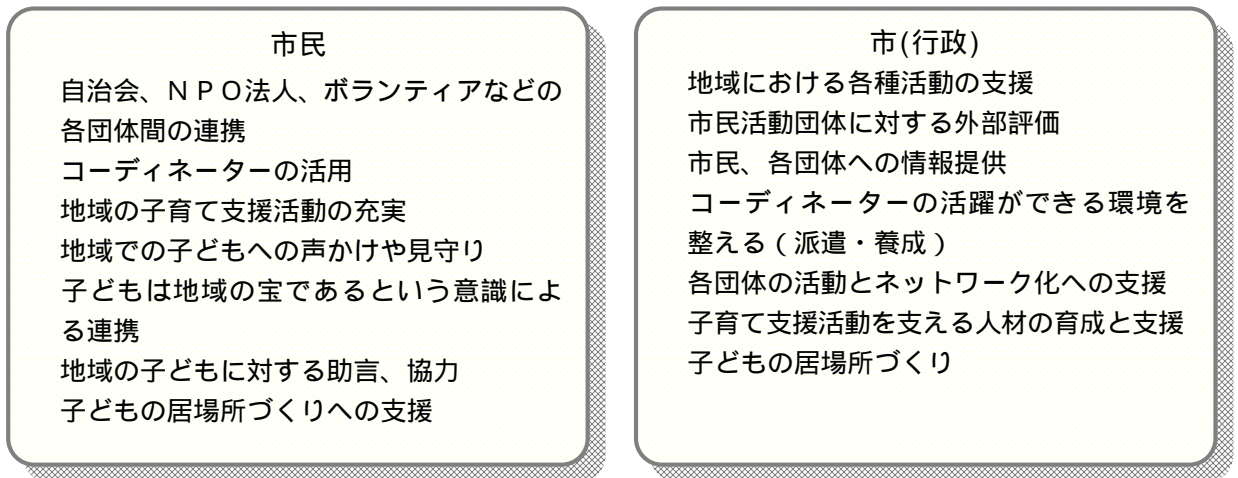 市民
自治会、ＮＰＯ法人、ボランティアなどの
各団体間の連携
コーディネーターの活用
地域の子育て支援活動の充実
地域での子どもへの声かけや見守り
子どもは地域の宝であるという意識によ
る連携
地域の子どもに対する助言、協力
子どもの居場所づくりへの支援
市(行政)
地域における各種活動の支援
市民活動団体に対する外部評価
市民、各団体への情報提供
コーディネーターの活躍ができる環境を
整える（派遣・養成）
各団体の活動とネットワーク化への支援
子育て支援活動を支える人材の育成と支援
子どもの居場所づくり